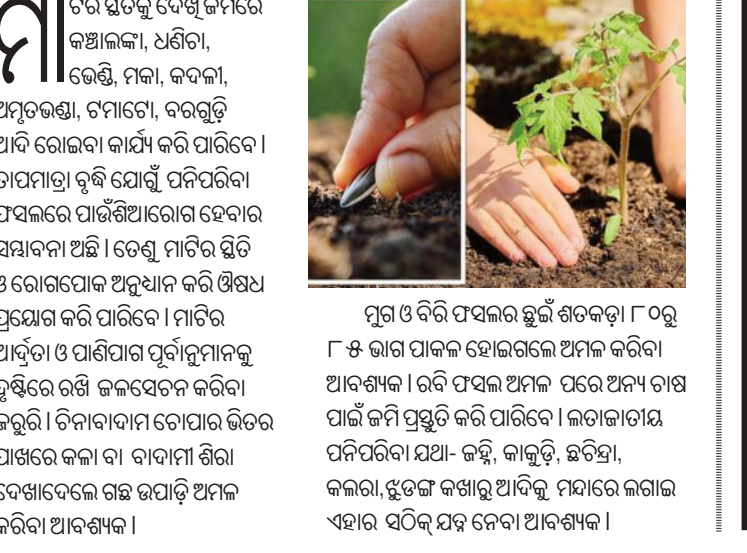 ମାଟିର ସ୍ଥିତିକୁ ଦେଖି ଜମିରେ
କଞ୍ଚାଲଙ୍କା, ଧଣିଚା,
ଭେଣ୍ଡି, ମକା, କଦଳୀ,
ଅମୃତଭଣ୍ଡା, ଟମାଟୋ, ବରଗୁଡ଼ି
ଆଦି ରୋଇବା କାର୍ଯ୍ୟ କରି ପାରିବେ ।
ତାପମାତ୍ରା ବୃଦ୍ଧି ଯୋଗୁଁ ପନିପରିବା
ଫସଲରେ ପାଉଁଶିଆରୋଗ ହେବାର
ସମ୍ଭାବନା ଅଛି । ତେଣୁ ମାଟିର ସ୍ଥିତି
ଓ ରୋଗପୋକ ଅନୁଧ୍ୟାନ କରି ଔଷଧ
ପ୍ରୟୋଗ କରି ପାରିବେ । ମାଟିର
ଆର୍ଦ୍ରତା ଓ ପାଣିପାଗ ପୂର୍ବାନୁମାନକୁ
ଦୃଷ୍ଟିରେ ରଖି ଜଳସେଚନ କରିବା
ଜରୁରି । ଚିନାବାଦାମ ଚୋପାର ଭିତର
ପାଖରେ କଳା ବା ବାଦାମୀ ଶିରା
ଦେଖାଦେଲେ ଗଛ ଉପାଡ଼ି ଅମଳ
କରିବା ଆବଶ୍ୟକ ।
ମୁଗ ଓ ବିରି ଫସଲର ଛୁଇଁ ଶତକଡ଼ା ୮୦ରୁ
୮୫ ଭାଗ ପାକଳ ହୋଇଗଲେ ଅମଳ କରିବା
ଆବଶ୍ୟକ । ରବି ଫସଲ ଅମଳ ପରେ ଅନ୍ୟ ଚାଷ
ପାଇଁ ଜମି ପ୍ରସ୍ତୁତି କରି ପାରିବେ । ଲତାଜାତୀୟ
ପନିପରିବା ଯଥା- ଜହ୍ନି, କାକୁଡ଼ି, ଛଚିନ୍ଦ୍ରା,
କଲରା,ଝୁଡଙ୍ଗ କଖାରୁ ଆଦିକୁ ମନ୍ଦାରେ ଲଗାଇ
ଏହାର ସଠିକ୍ ଯତ୍ନ ନେବା ଆବଶ୍ୟକ ।